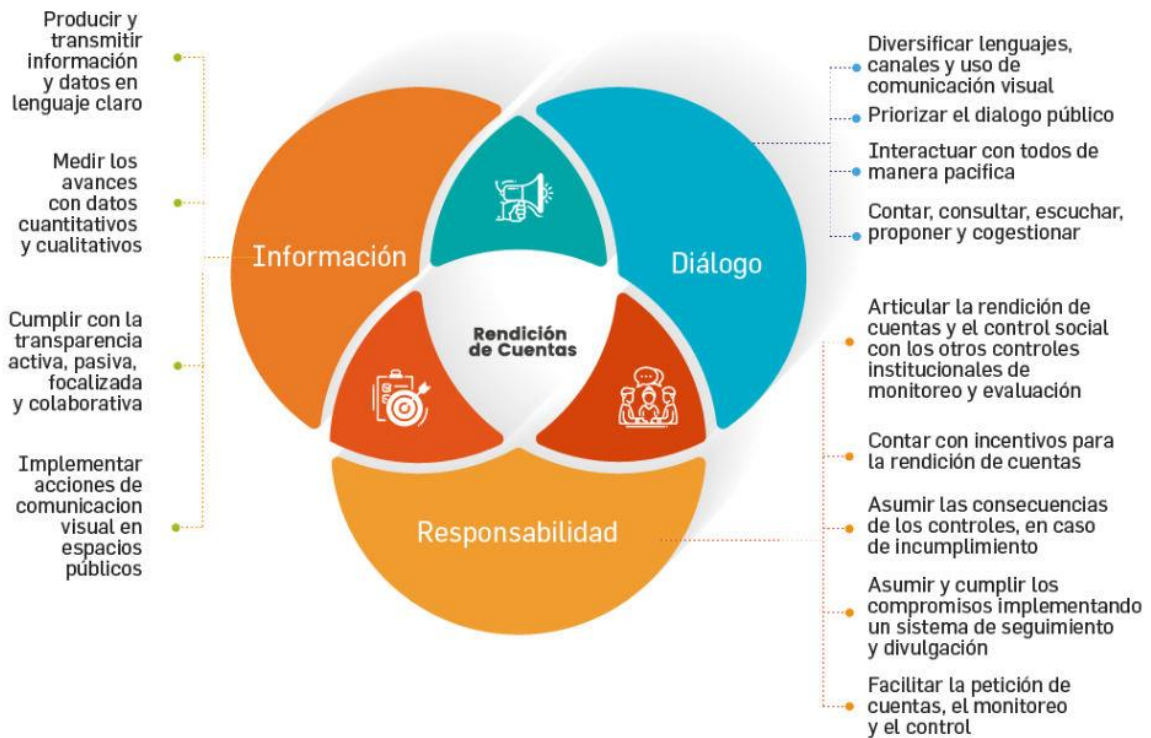 Producir y
transmitir
información
y datos en
lenguaje claro
Medir los
avances
con datos
cuantitativos
y cualitativos
Cumplir con la
transparencia
activa, pasiva,
focalizada
y colaborativa
Implementar
acciones de
comunicacion
visual en
espacios
públicos
Información
Diálogo
Rendición
de Cuentas
Responsabilidad
Diversificar lenguajes,
canales y uso de
comunicación visual
Priorizar el dialogo público
Interactuar con todos de
manera pacifica
Contar, consultar, escuchar,
proponer y cogestionar
Articular la rendición de
cuentas y el control social
con los otros controles
institucionales de
monitoreo y evaluación
Contar con incentivos para
la rendición de cuentas
Asumir las consecuencias
de los controles, en caso
de incumplimiento
Asumir y cumplir los
compromisos implementando
un sistema de seguimiento
y divulgación
Facilitar la petición de
cuentas, el monitoreo
y el control